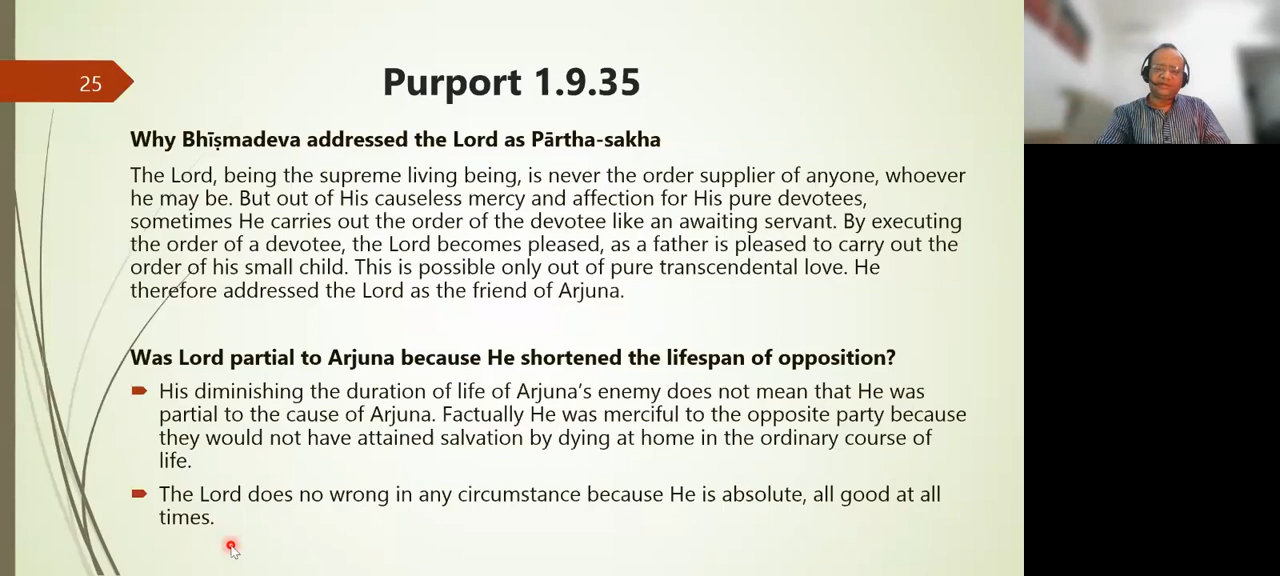 25
Purport 1.9.35
Why Bhīṣmadeva addressed the Lord as Pārtha-sakha
The Lord, being the supreme living being, is never the order supplier of anyone, whoever
he may be. But out of His causeless mercy and affection for His pure devotees,
sometimes He carries out the order of the devotee like an awaiting servant. By executing
the order of a devotee, the Lord becomes pleased, as a father is pleased to carry out the
order of his small child. This is possible only out of pure transcendental love. He
therefore addressed the Lord as the friend of Arjuna.
Was Lord partial to Arjuna because He shortened the lifespan of opposition?
His diminishing the duration of life of Arjuna’s enemy does not mean that He was
partial to the cause of Arjuna. Factually He was merciful to the opposite party because
they would not have attained salvation by dying at home in the ordinary course of
life.
The Lord does no wrong in any circumstance because He is absolute, all good at all
times.